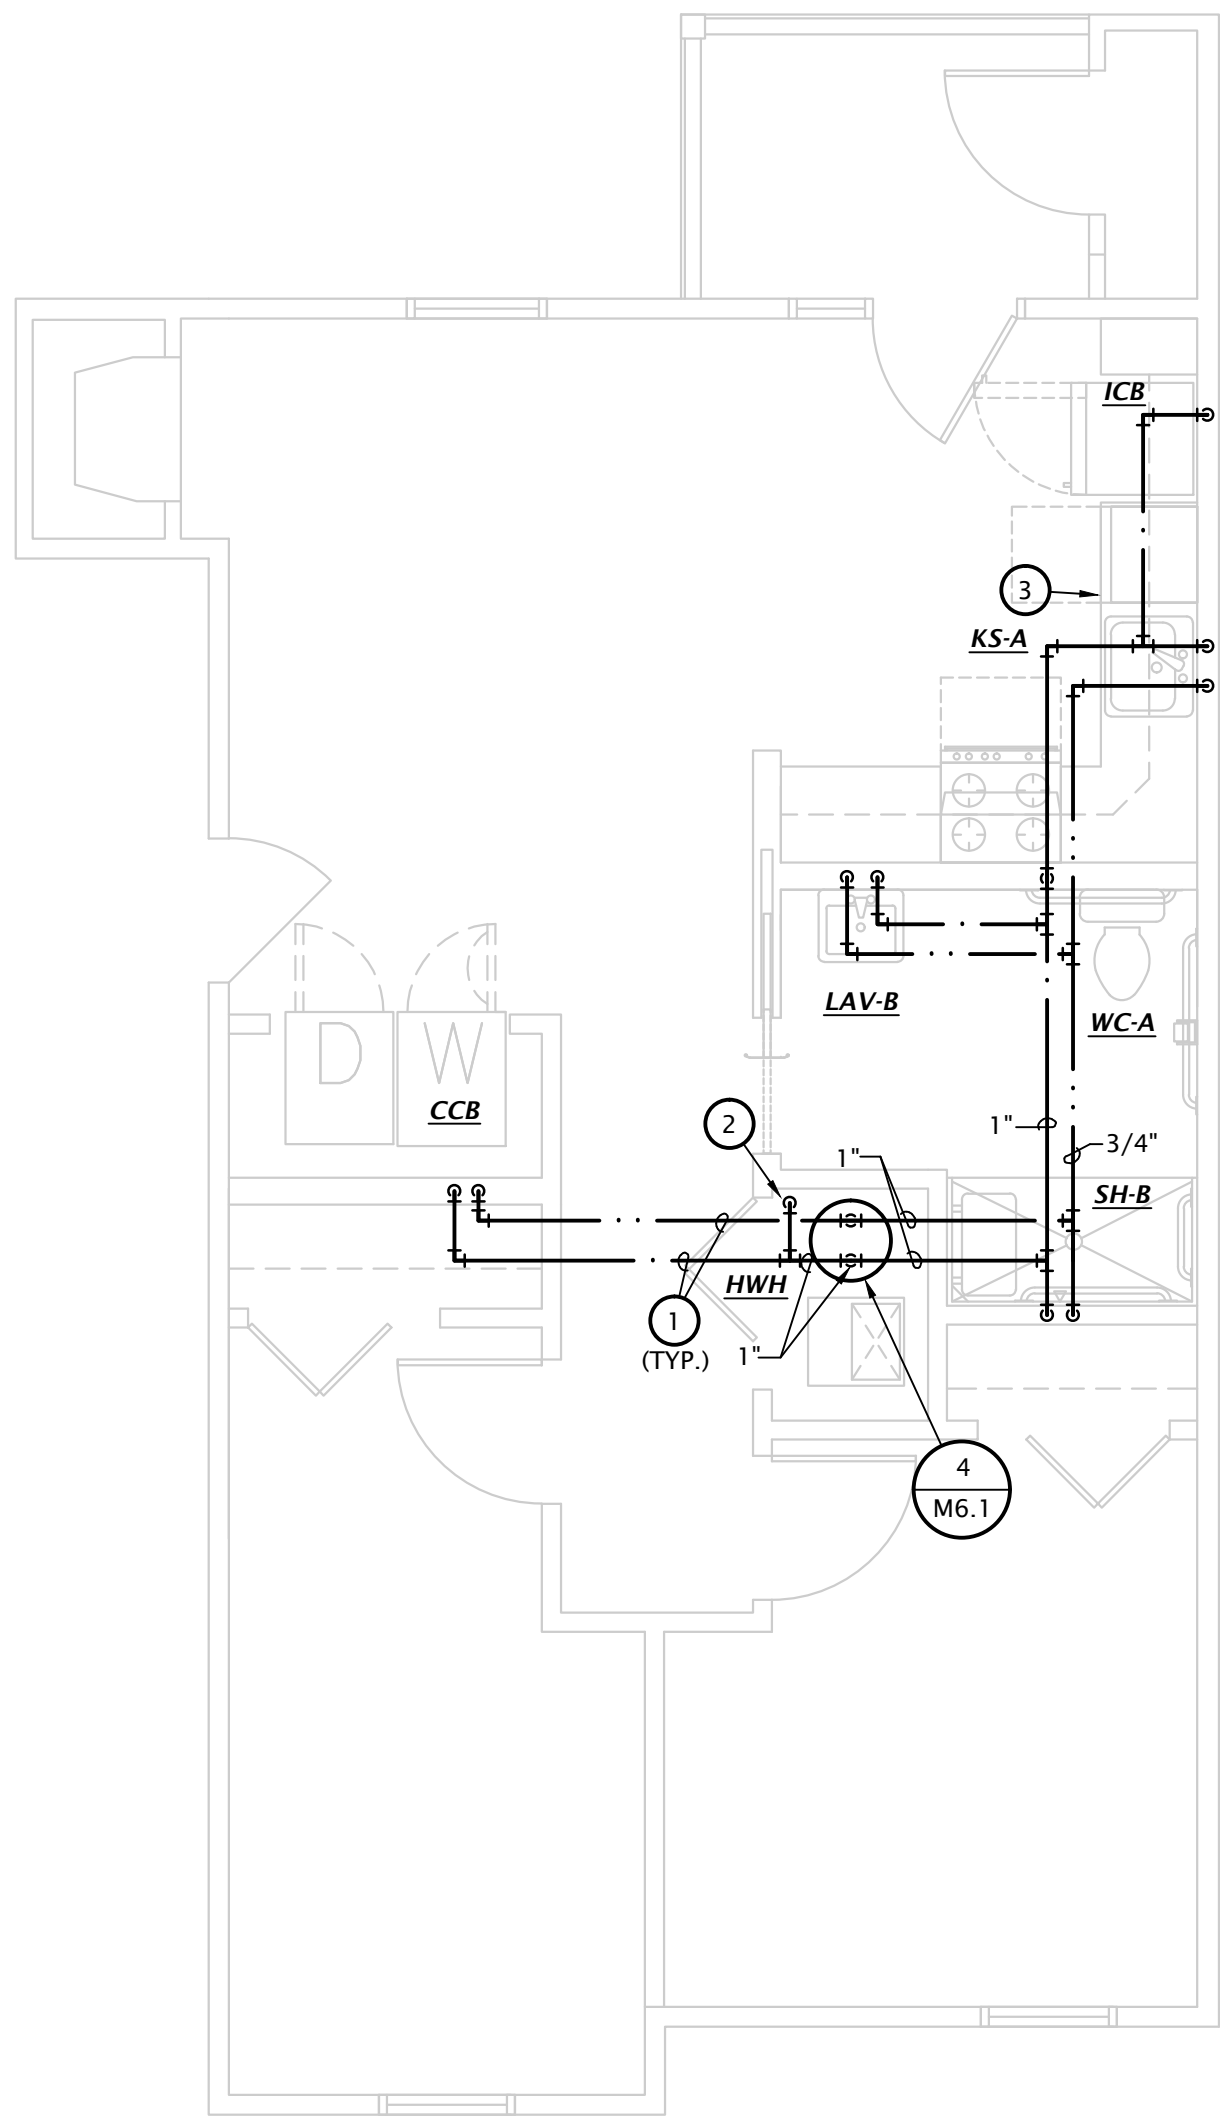 ICB
3
KS-A
LAV-B
WC-A
D
W
CCB
2
1"
1"
3/4"
SH-B
HWH
1
(TYP.)
1"
4
M6.1